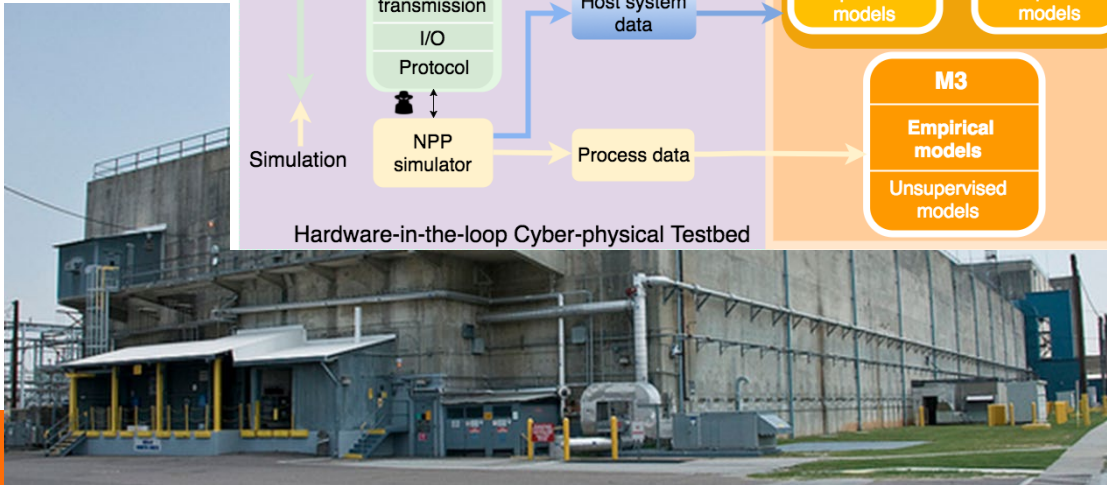 transmission
Host system
data
models
models
I/O
Protocol
M3
Simulation
NPP
simulator
Process data
Empirical
models
Unsupervised
models
Hardware-in-the-loop Cyber-physical Testbed